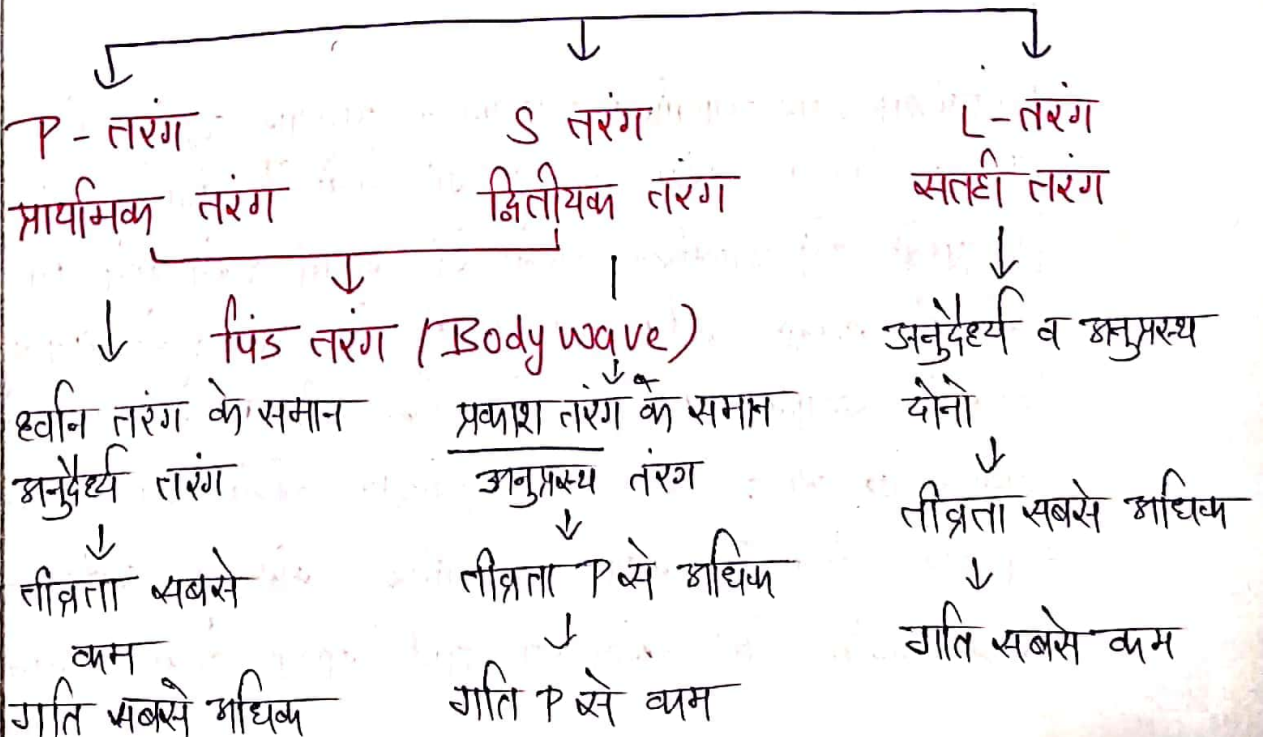 P - तरंग
प्राथमिक तरंग
S तरंग
द्वितीयक तरंग
L - तरंग
सतही तरंग
पिंड तरंग (Body wave)
ध्वनि तरंग के समान
अनुदैर्ध्य तरंग
तीव्रता सबसे
कम
गति सबसे अधिक
प्रकाश तरंग के समान
अनुप्रस्थ तरंग
तीव्रता P से अधिक
गति P से कम
अनुदैर्ध्य व अनुप्रस्थ
दोनो
तीव्रता सबसे अधिक
गति सबसे कम